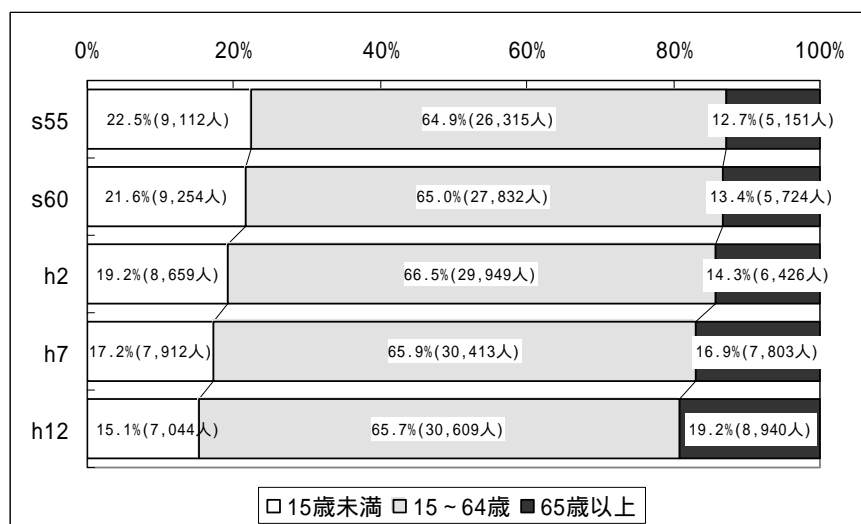 0% 20% 40% 60% 80% 100%
s55 22.5%(9,112人) 64.9%(26,315人) 12.7%(5,151人)
s60 21.6%(9,254人) 65.0%(27,832人) 13.4%(5,724人)
h2 19.2%(8,659人) 66.5%(29,949人) 14.3%(6,426人)
h7 17.2%(7,912人) 65.9%(30,413人) 16.9%(7,803人)
h12 15.1%(7,044人) 65.7%(30,609人) 19.2%(8,940人)
15歳未満 15~64歳 65歳以上